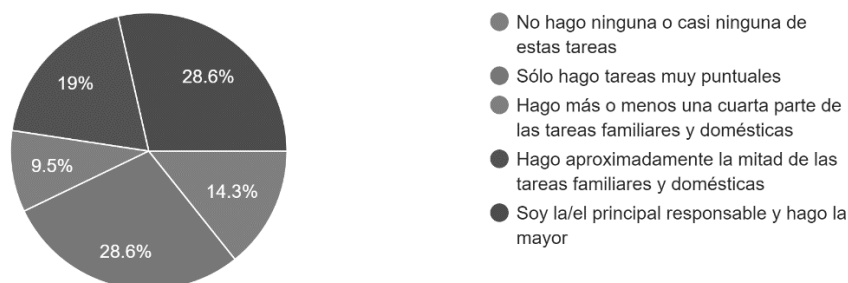 28.6%
19%
9.5%
14.3%
28.6%
No hago ninguna o casi ninguna de
estas tareas
Sólo hago tareas muy puntuales
Hago más o menos una cuarta parte de
las tareas familiares y domésticas
Hago aproximadamente la mitad de las
tareas familiares y domésticas
Soy la/el principal responsable y hago la
mayor